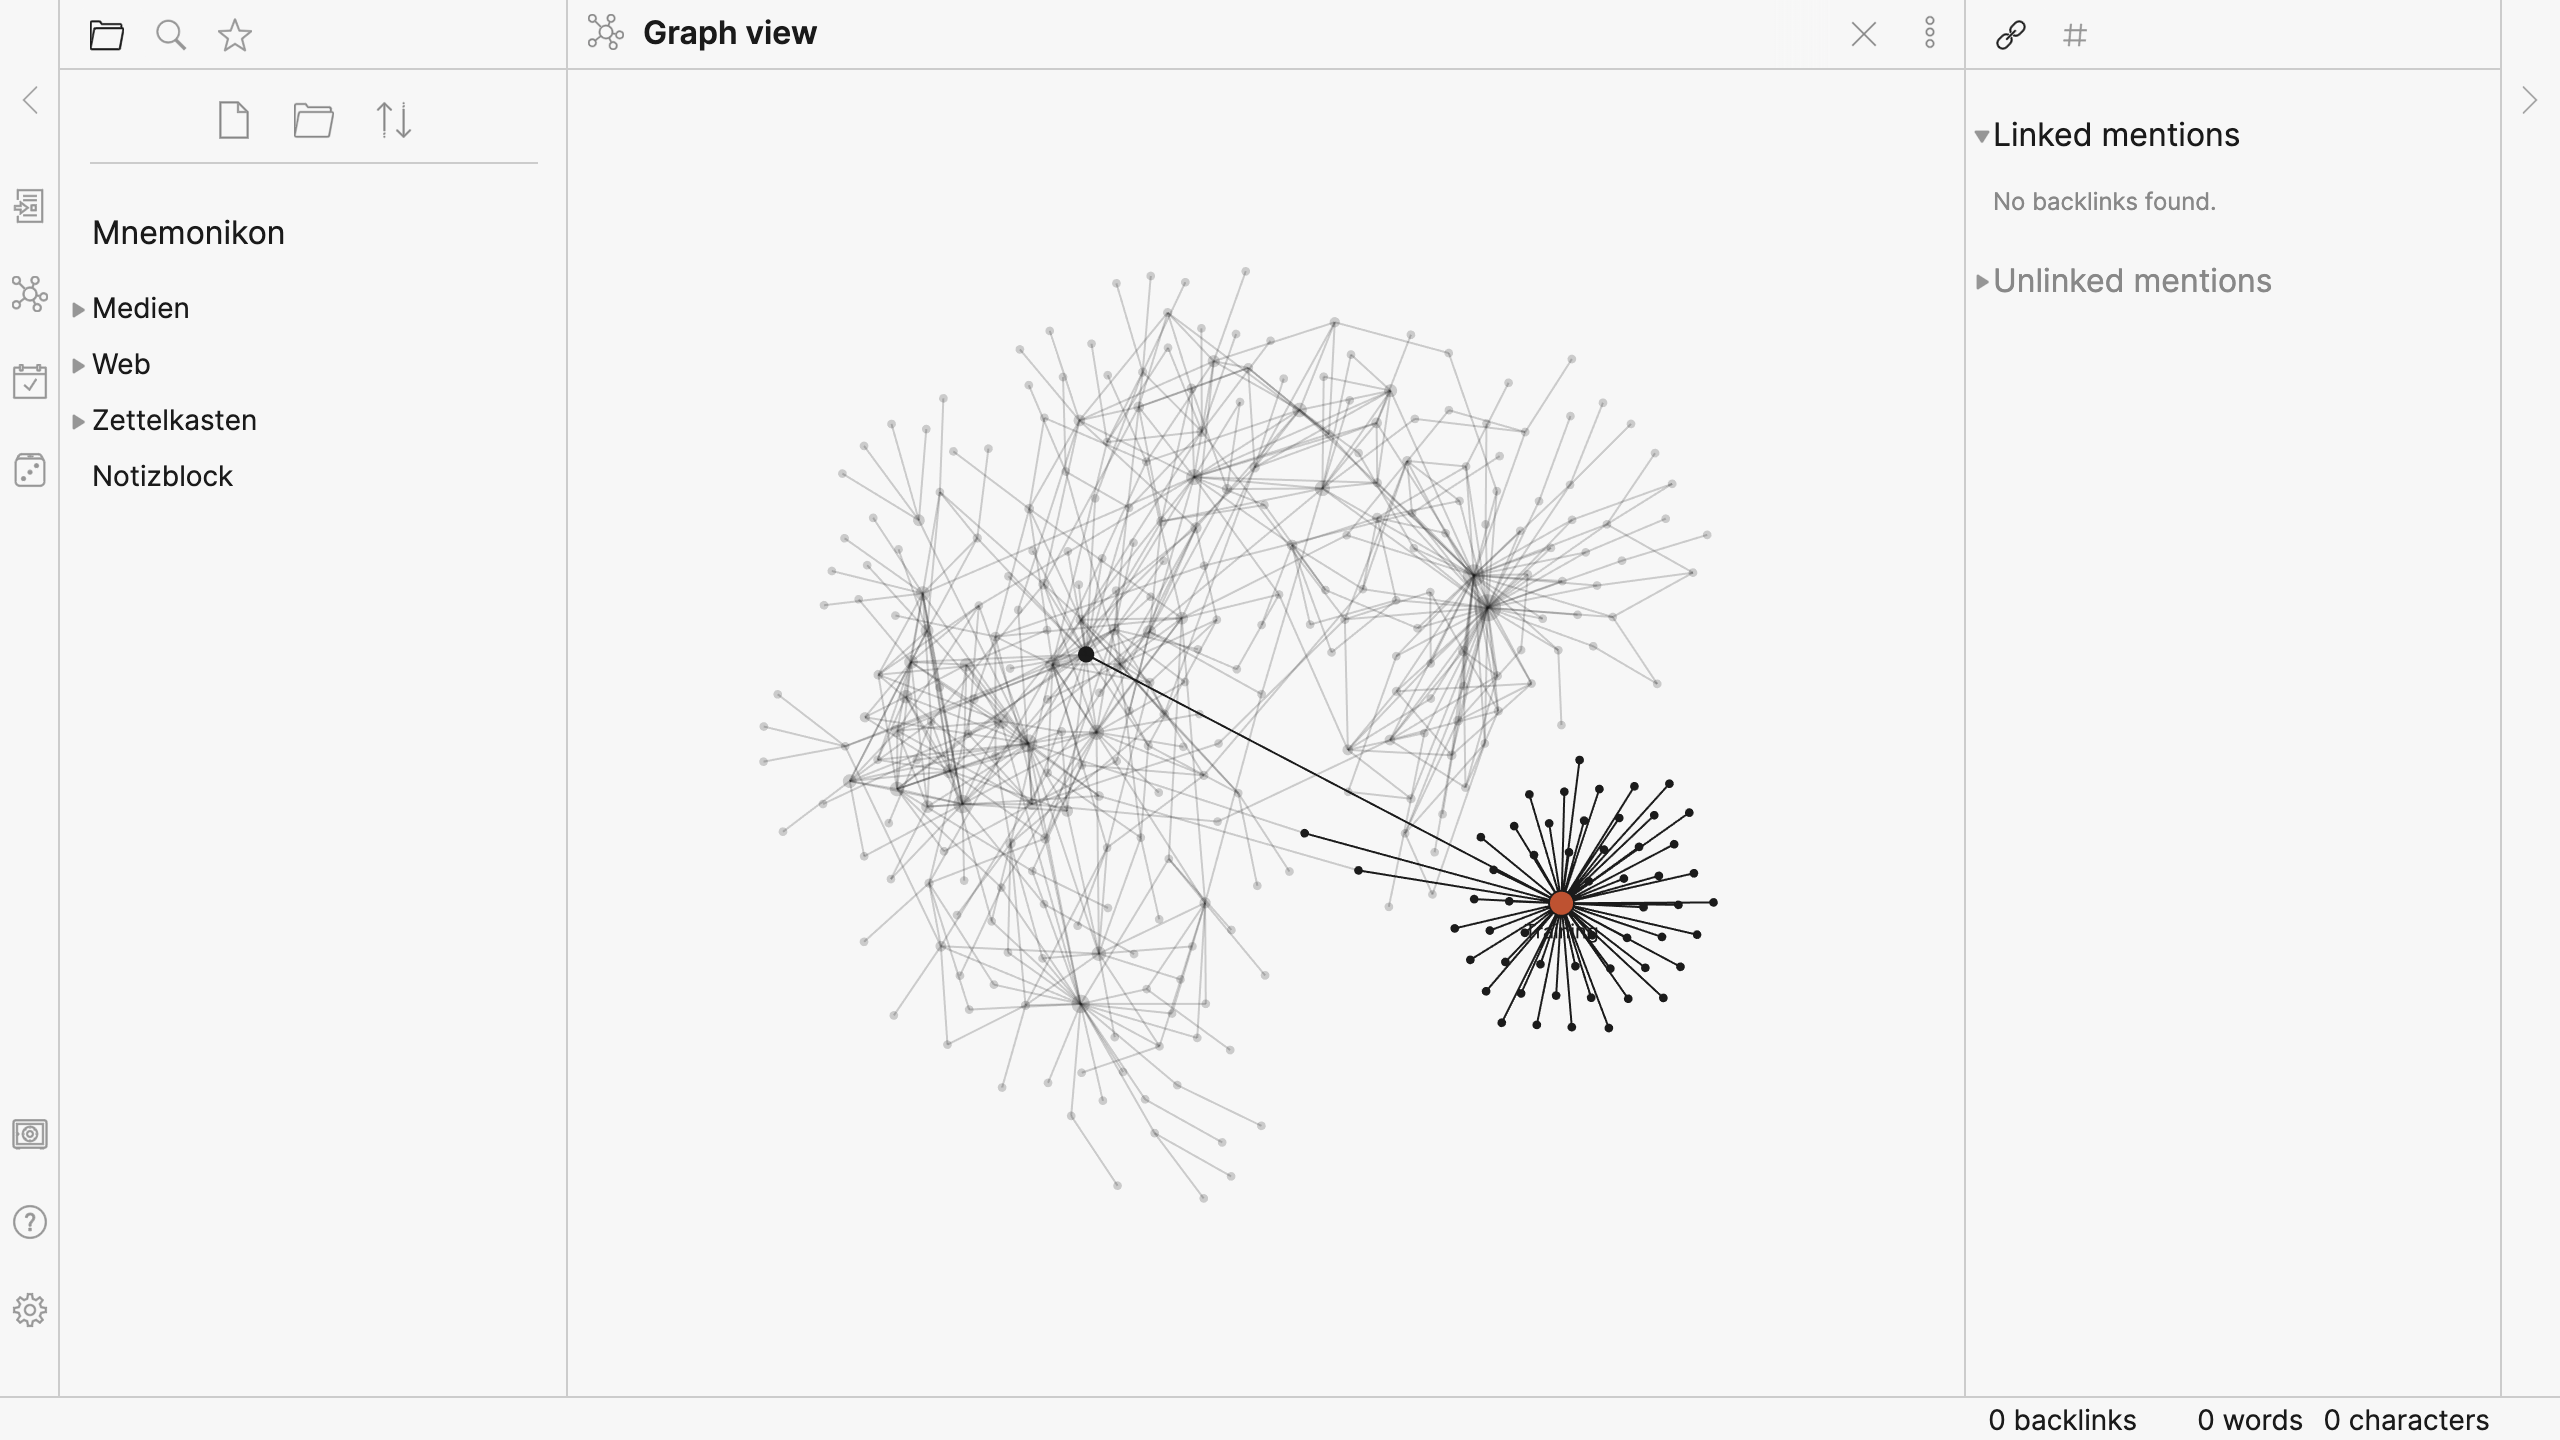 Graph view
Mnemonikon
Medien
Web
Zettelkasten
Notizblock
Linked mentions
No backlinks found.
Unlinked mentions
Training
0 backlinks 0 words 0 characters